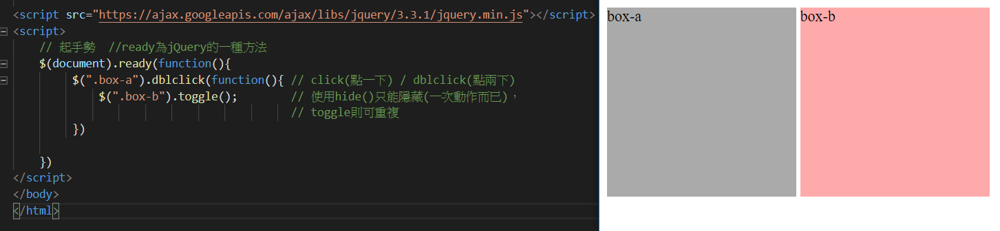 <script src="https://ajax.googleapis.com/ajax/libs/jquery/3.3.1/jquery.min.js"></script>
<script>
// 起手勢 //ready為jQuery的一種方法
$(document).ready(function(){
$(".box-a").dblclick(function(){ // click(點一下) / dblclick(點兩下)
$(".box-b").toggle(); // 使用hide()只能隱藏(一次動作而已)，
// toggle則可重複
})
})
</script>
</body>
</html>
box-a
box-b